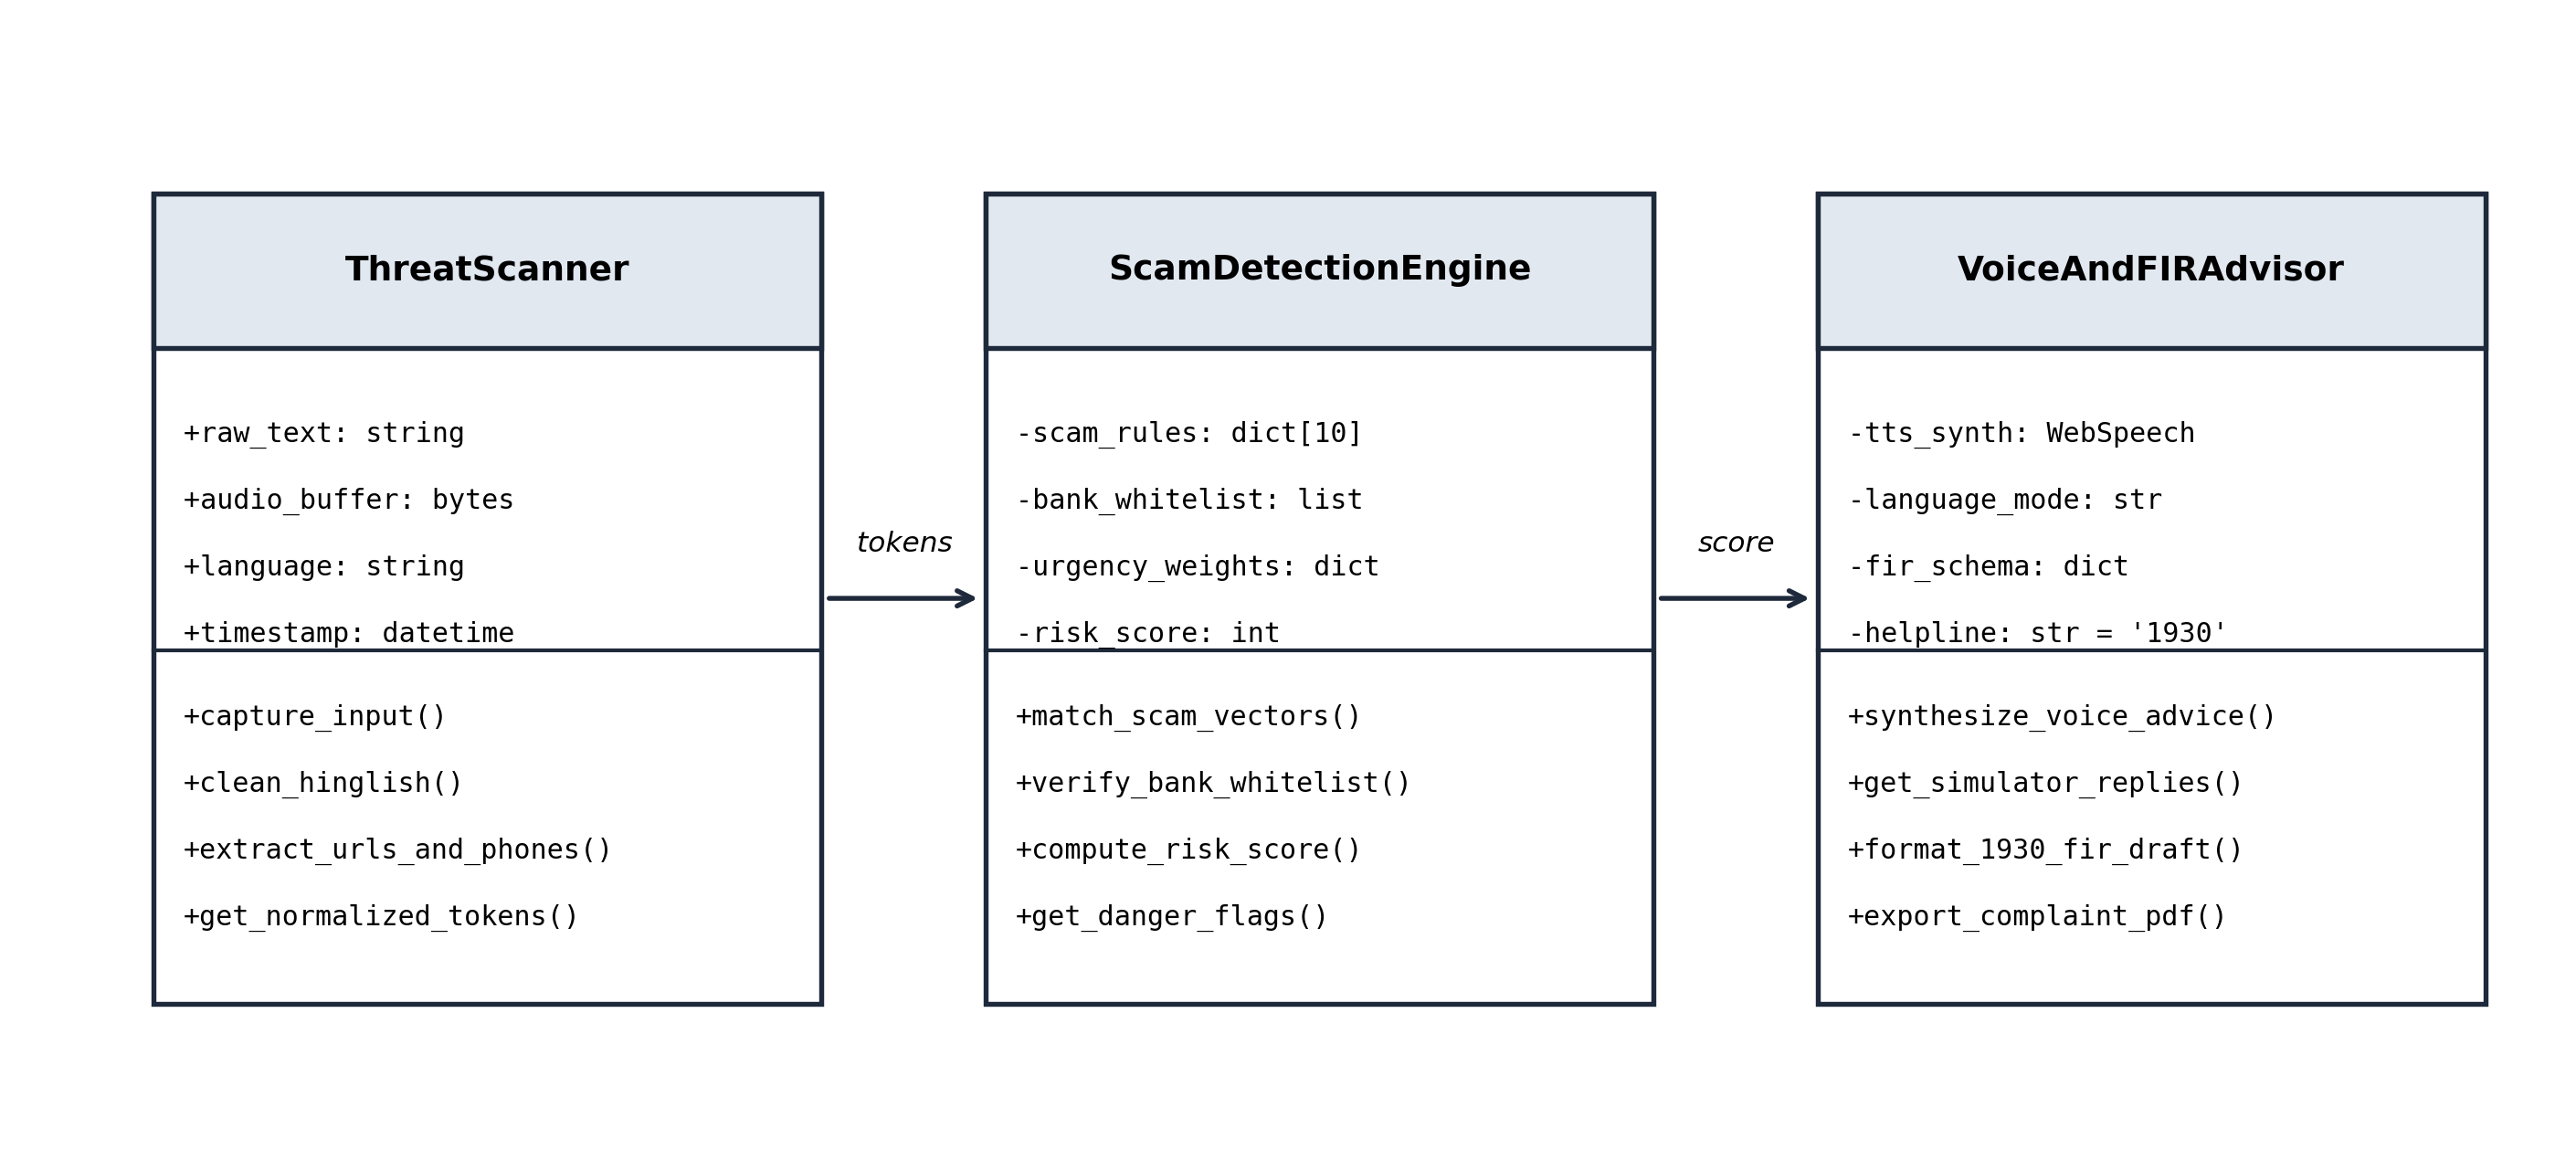 ThreatScanner
+raw_text: string
+audio_buffer: bytes
+language: string
+timestamp: datetime
+capture_input()
+clean_hinglish()
+extract_urls_and_phones()
+get_normalized_tokens()
tokens
ScamDetectionEngine
-scam_rules: dict[10]
-bank_whitelist: list
-urgency_weights: dict
-risk_score: int
+match_scam_vectors()
+verify_bank_whitelist()
+compute_risk_score()
+get_danger_flags()
score
VoiceAndFIRAdvisor
-tts_synth: WebSpeech
-language_mode: str
-fir_schema: dict
-helpline: str = '1930'
+synthesize_voice_advice()
+get_simulator_replies()
+format_1930_fir_draft()
+export_complaint_pdf()